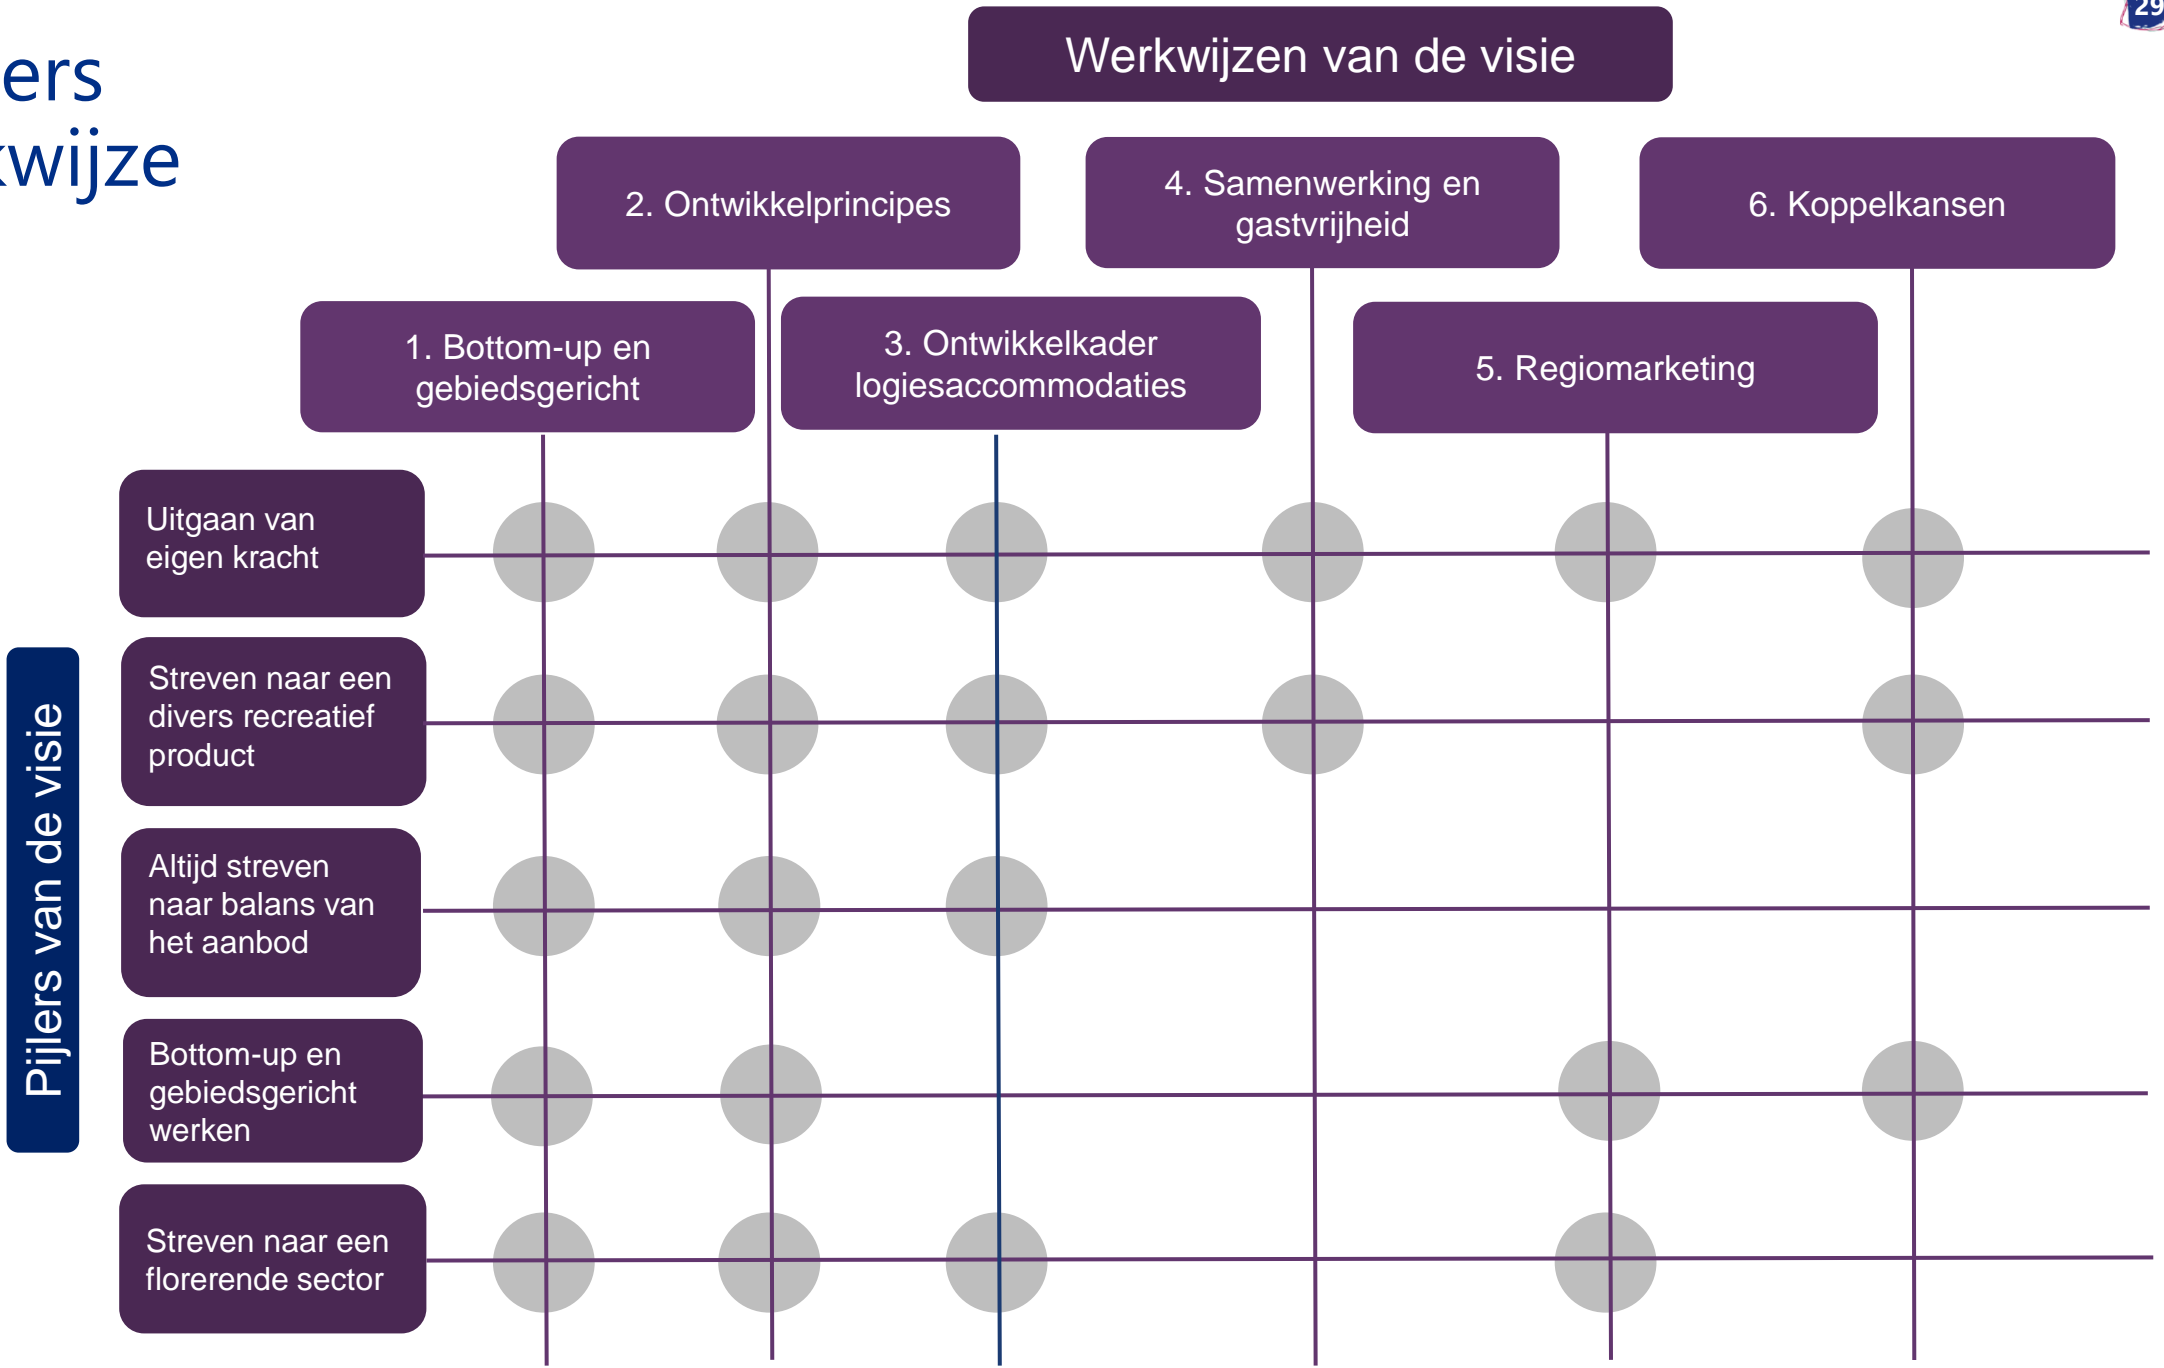 29
ers
wijze
Werkwijzen van de visie
2. Ontwikkelprincipes
4. Samenwerking en
gastvrijheid
6. Koppelkansen
1. Bottom-up en
gebiedsgericht
3. Ontwikkelkader
logiesaccommodaties
5. Regiomarketing
Pijlers van de visie
Uitgaan van
eigen kracht
Streven naar een
divers recreatief
product
Altijd streven
naar balans van
het aanbod
Bottom-up en
gebiedsgericht
werken
Streven naar een
florerende sector